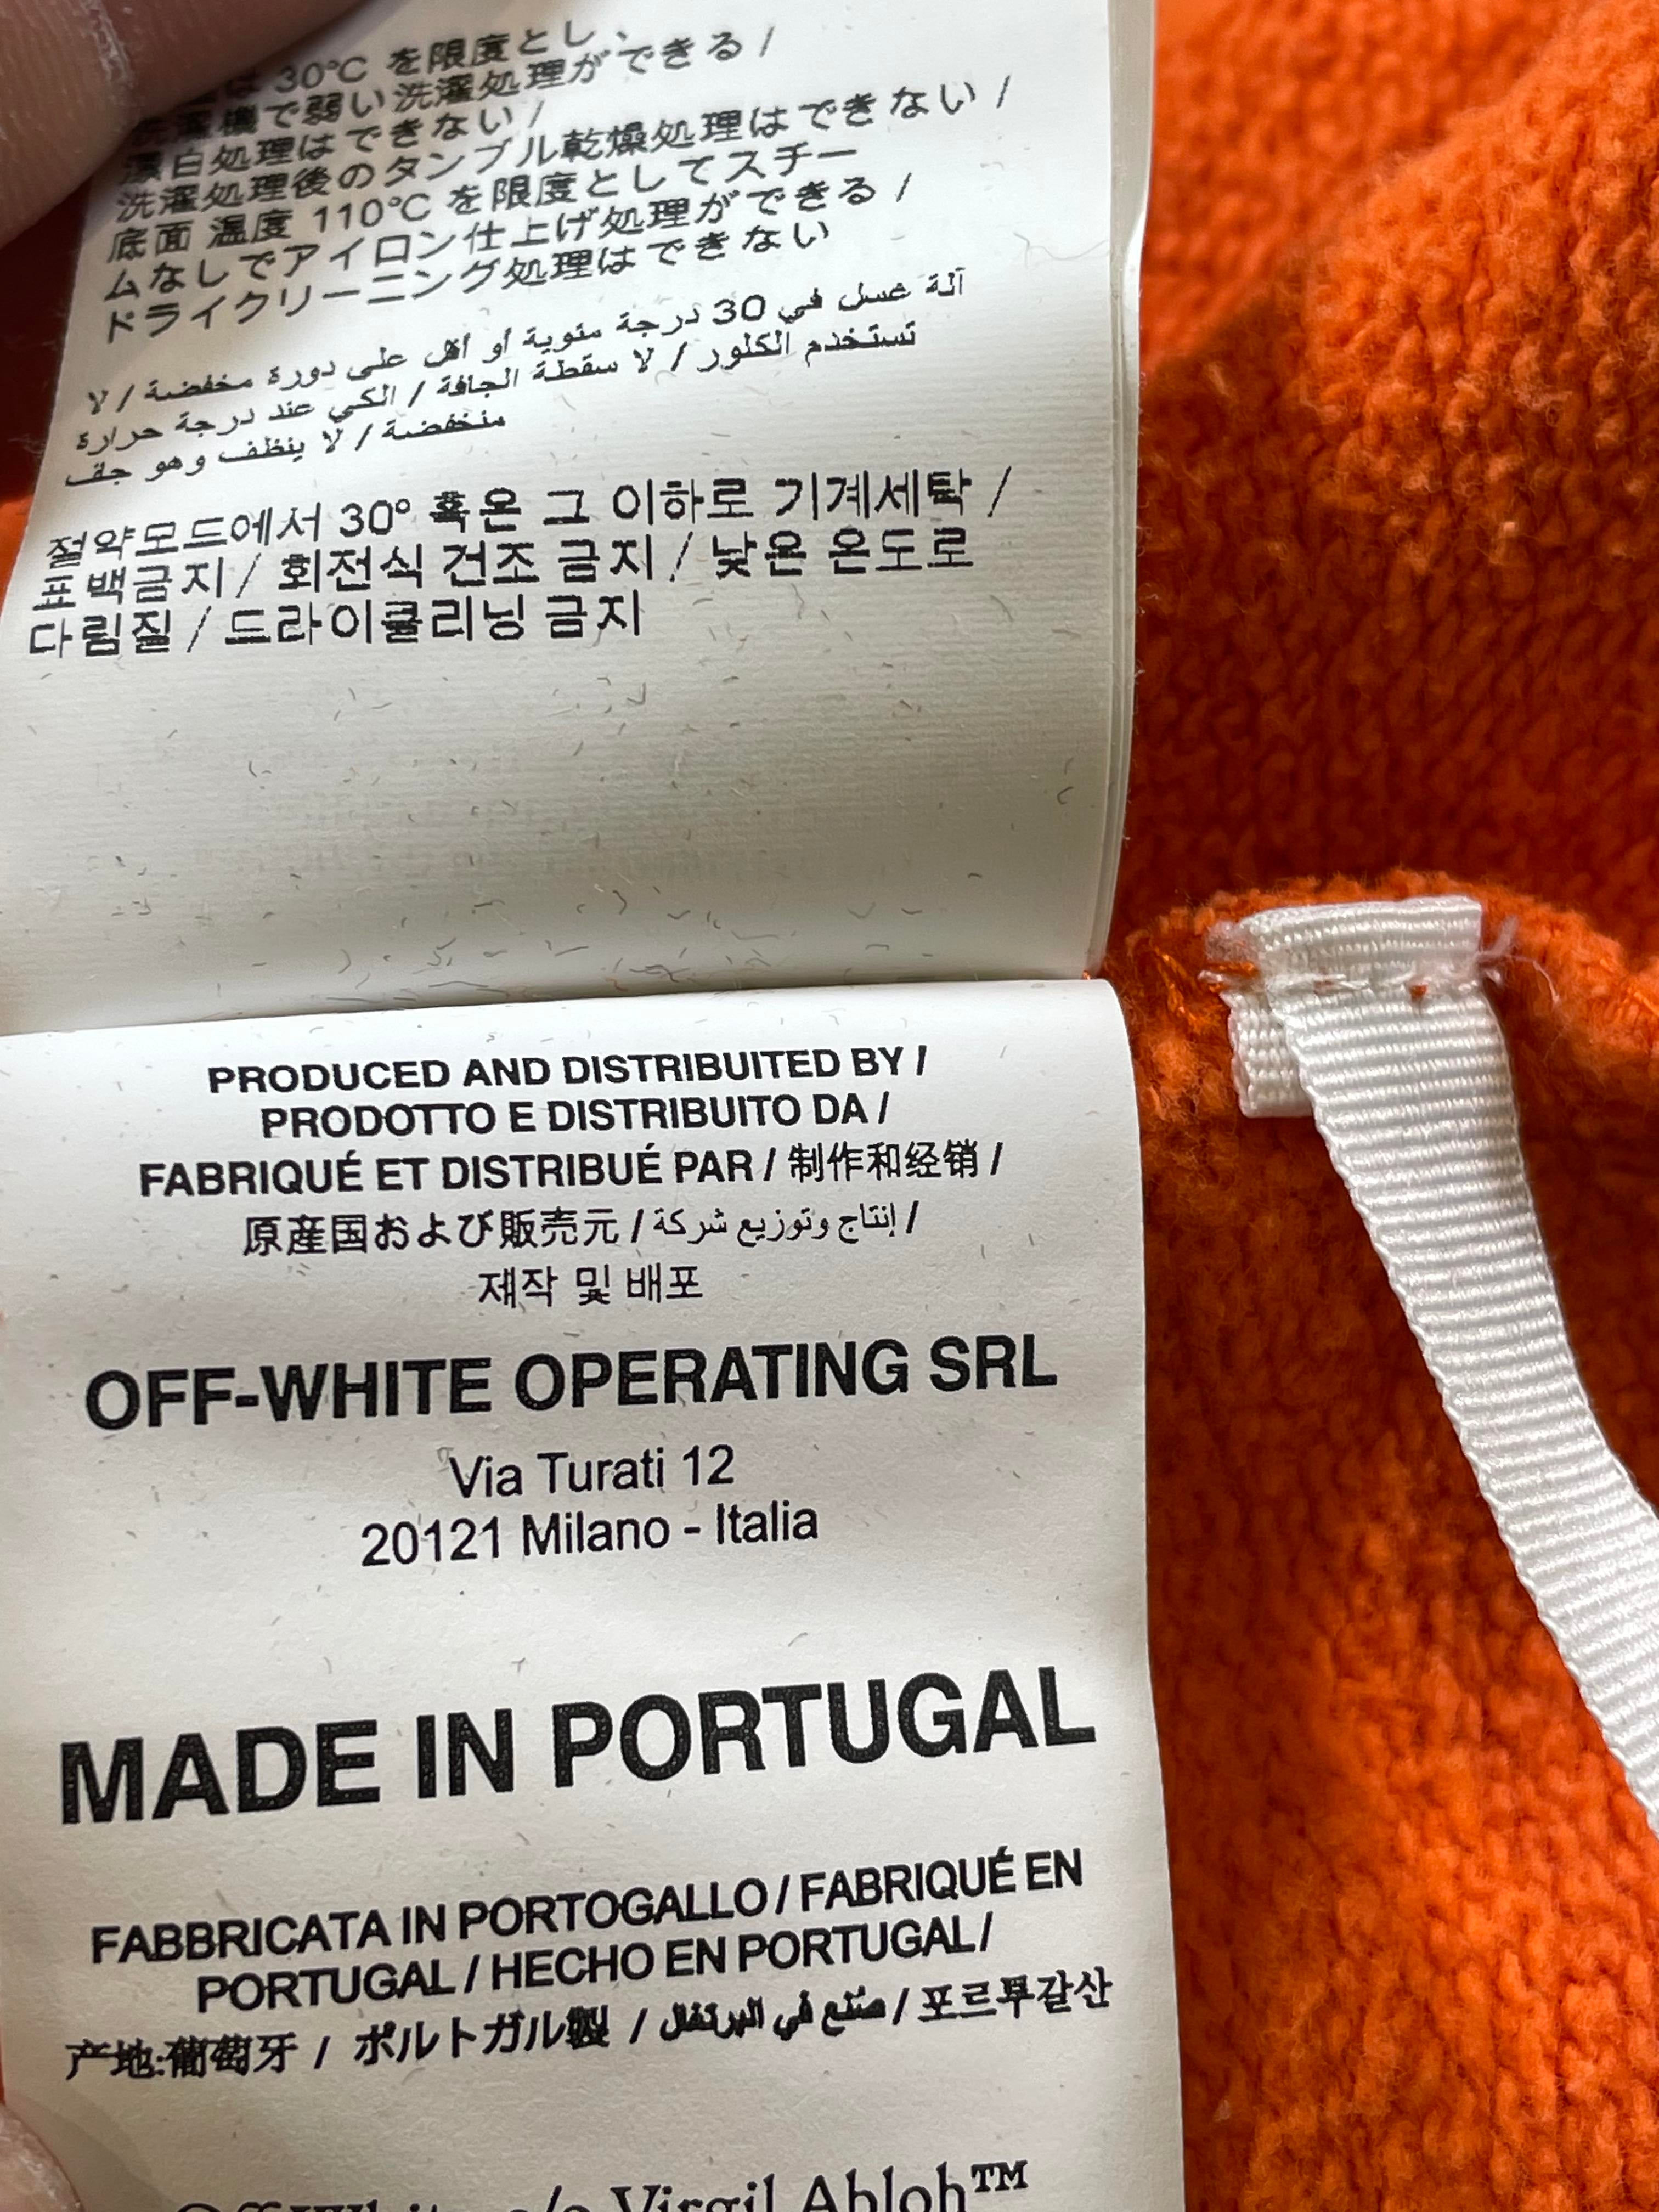 は 30°C を限度とし、
洗濯機で弱い洗濯処理ができる /
漂白処理はできない /
洗濯処理後のタンブル乾燥処理はできない /
底面 温度 110°C を限度としてスチー
ムなしでアイロン仕上げ処理ができる /
ドライクリーニング処理はできない
آلة غسل في 30 درجة مئوية أو أقل على دورة مخفضة / لا
تستخدم الكلور / لا سقطة الجافة / الكي عند درجة حرارة
منخفضة / لا ينظف وهو جقف
절약모드에서 30° 혹은 그 이하로 기계세탁 /
표백금지 / 회전식 건조 금지 / 낮은 온도로
다림질 / 드라이클리닝 금지
PRODUCED AND DISTRIBUITED BY /
PRODOTTO E DISTRIBUITO DA /
FABRIQUÉ ET DISTRIBUÉ PAR / 制作和经销 /
原産国および販売元 / إنتاج وتوزيع شركة /
제작 및 배포
OFF-WHITE OPERATING SRL
Via Turati 12
20121 Milano - Italia
MADE IN PORTUGAL
FABBRICATA IN PORTOGALLO / FABRIQUÉ EN
PORTUGAL / HECHO EN PORTUGAL /
产地:葡萄牙 / ポルトガル製 / صنع في البرتغال / 포르투갈산
Off-White c/o Virgil Abloh™